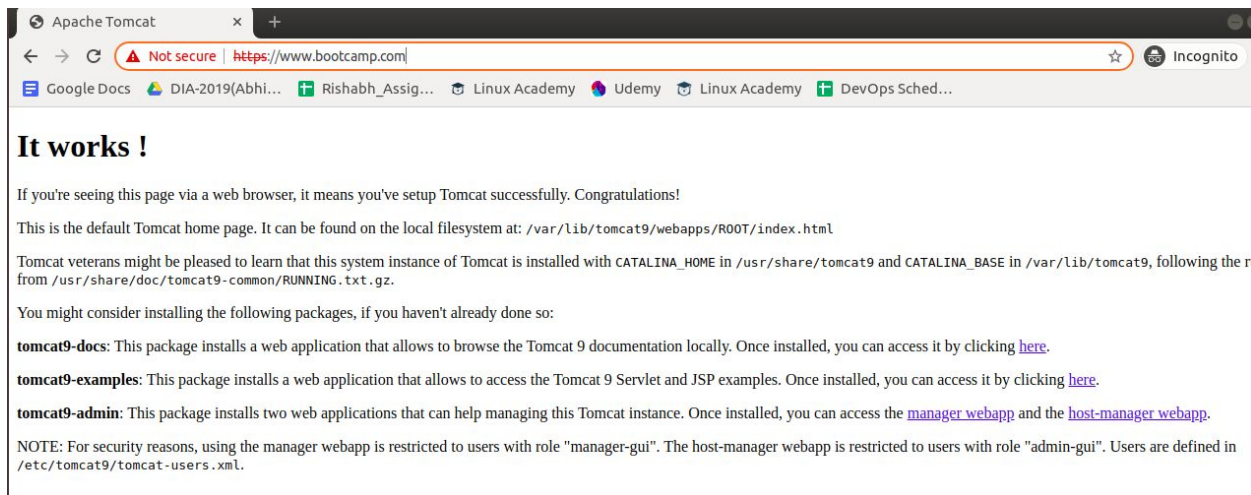 Apache Tomcat × +
Not secure | https://www.bootcamp.com Incognito
Google Docs DIA-2019(Abhi... Rishabh_Assig... Linux Academy Udemy Linux Academy DevOps Sched...
It works !
If you're seeing this page via a web browser, it means you've setup Tomcat successfully. Congratulations!
This is the default Tomcat home page. It can be found on the local filesystem at: /var/lib/tomcat9/webapps/ROOT/index.html
Tomcat veterans might be pleased to learn that this system instance of Tomcat is installed with CATALINA_HOME in /usr/share/tomcat9 and CATALINA_BASE in /var/lib/tomcat9, following the r
from /usr/share/doc/tomcat9-common/RUNNING.txt.gz.
You might consider installing the following packages, if you haven't already done so:
tomcat9-docs: This package installs a web application that allows to browse the Tomcat 9 documentation locally. Once installed, you can access it by clicking here.
tomcat9-examples: This package installs a web application that allows to access the Tomcat 9 Servlet and JSP examples. Once installed, you can access it by clicking here.
tomcat9-admin: This package installs two web applications that can help managing this Tomcat instance. Once installed, you can access the manager webapp and the host-manager webapp.
NOTE: For security reasons, using the manager webapp is restricted to users with role "manager-gui". The host-manager webapp is restricted to users with role "admin-gui". Users are defined in
/etc/tomcat9/tomcat-users.xml.